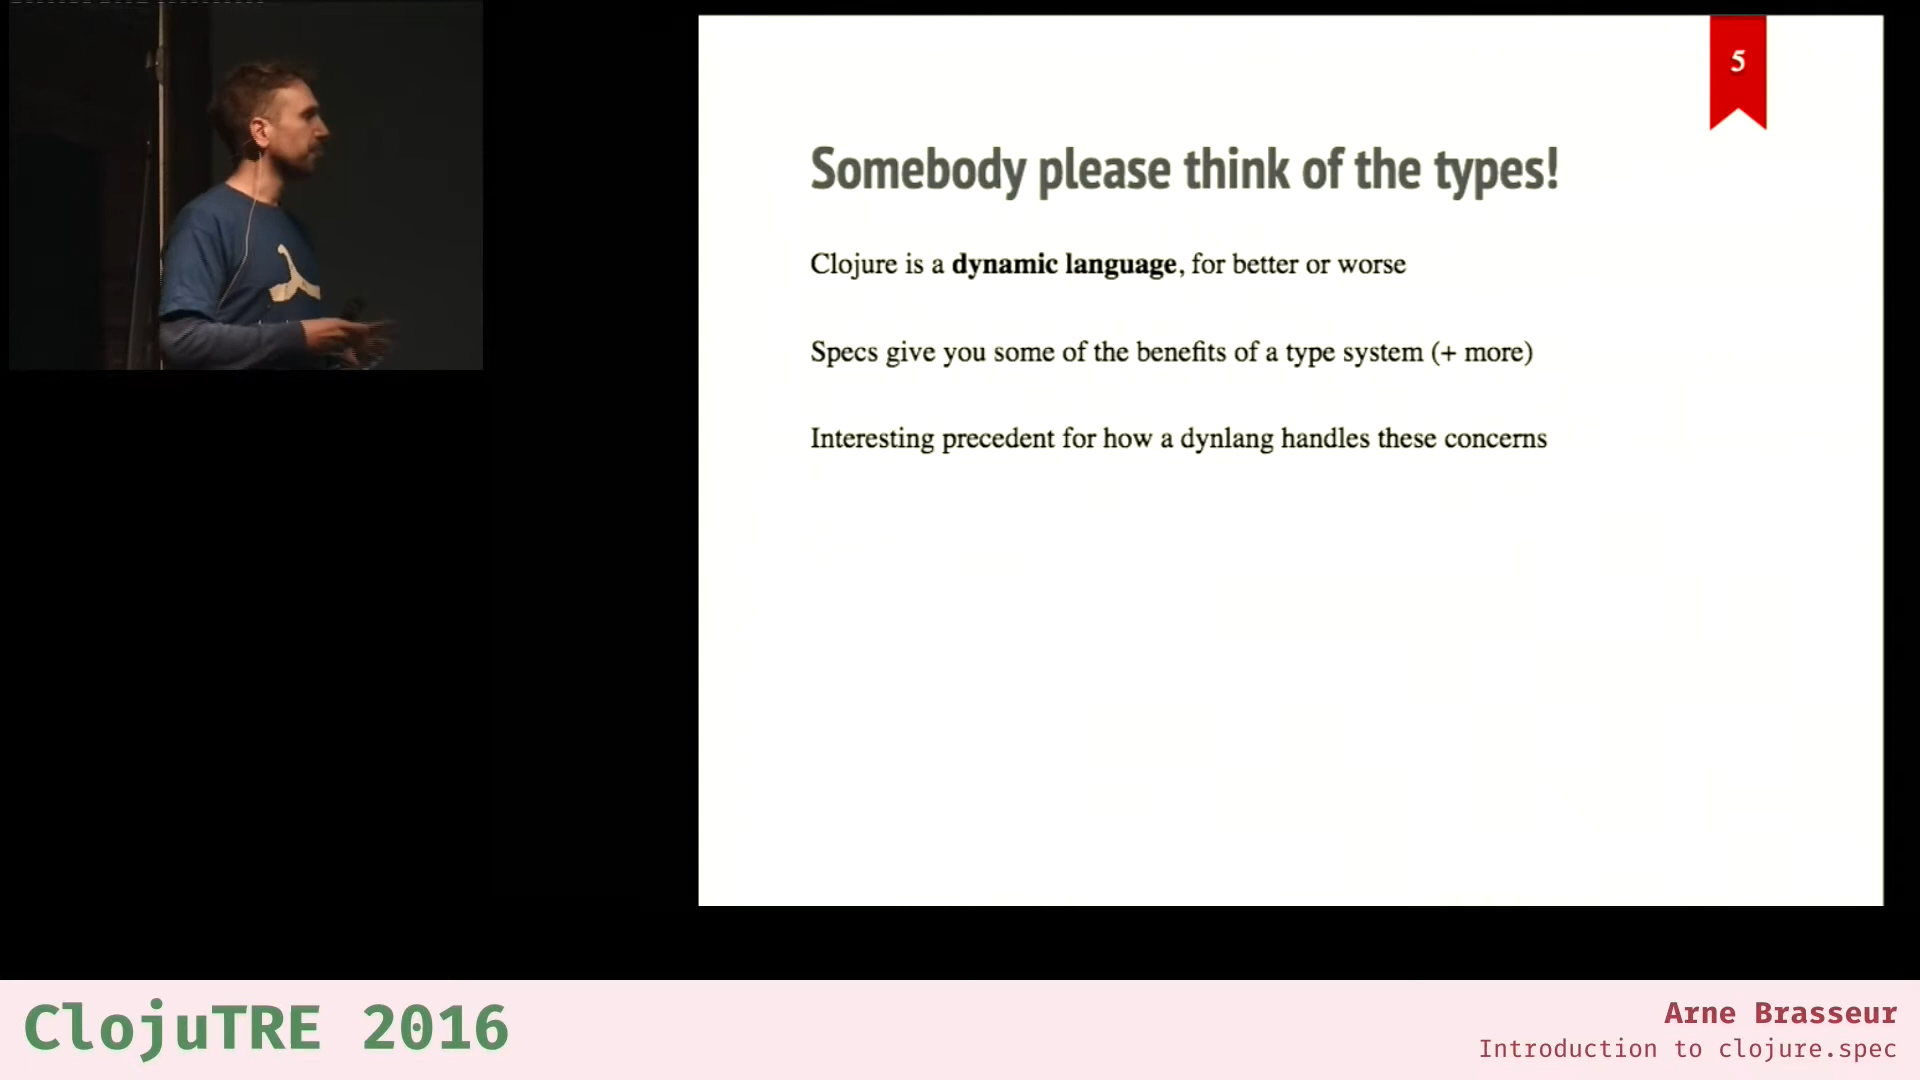 5
Somebody please think of the types!
Clojure is a dynamic language, for better or worse
Specs give you some of the benefits of a type system (+ more)
Interesting precedent for how a dynlang handles these concerns
ClojuTRE 2016
Arne Brasseur
Introduction to clojure.spec